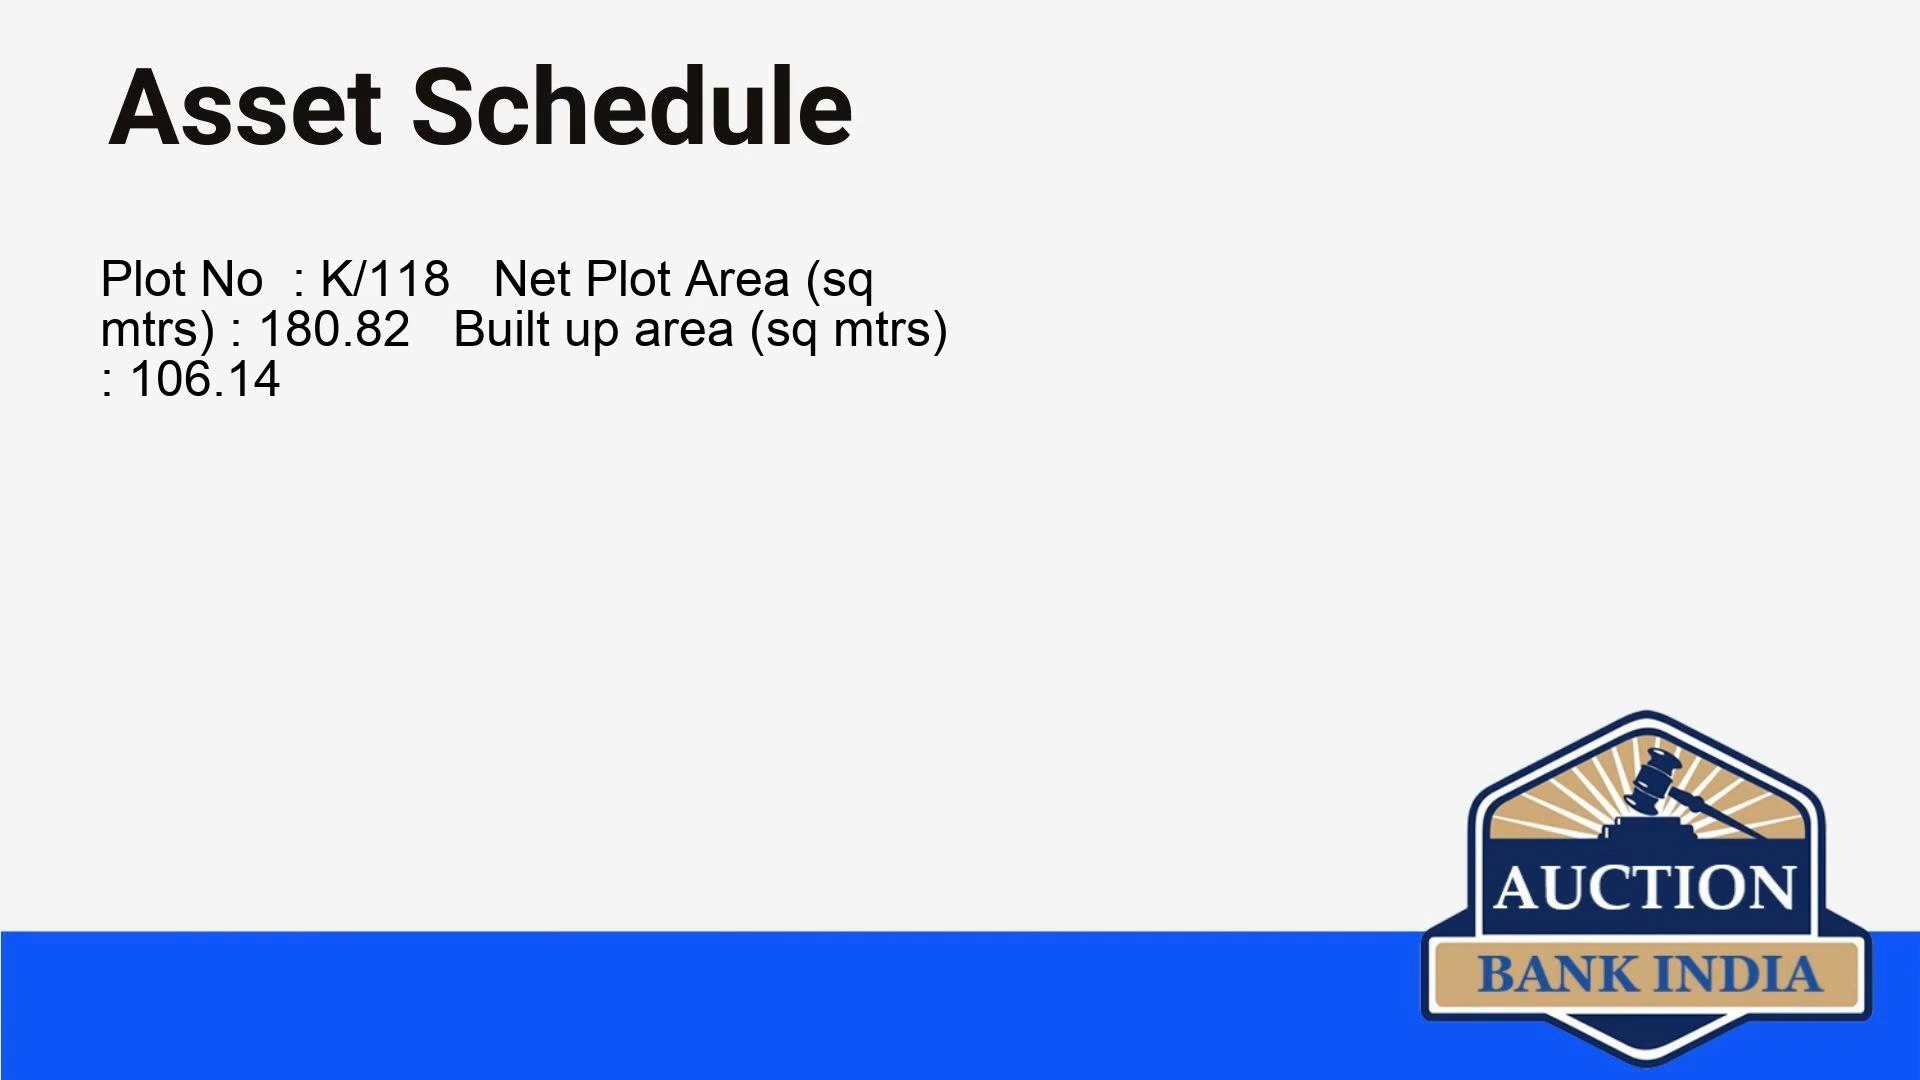 Asset Schedule
Plot No  : K/118   Net Plot Area (sq
mtrs) : 180.82   Built up area (sq mtrs)
: 106.14
AUCTION
BANK INDIA